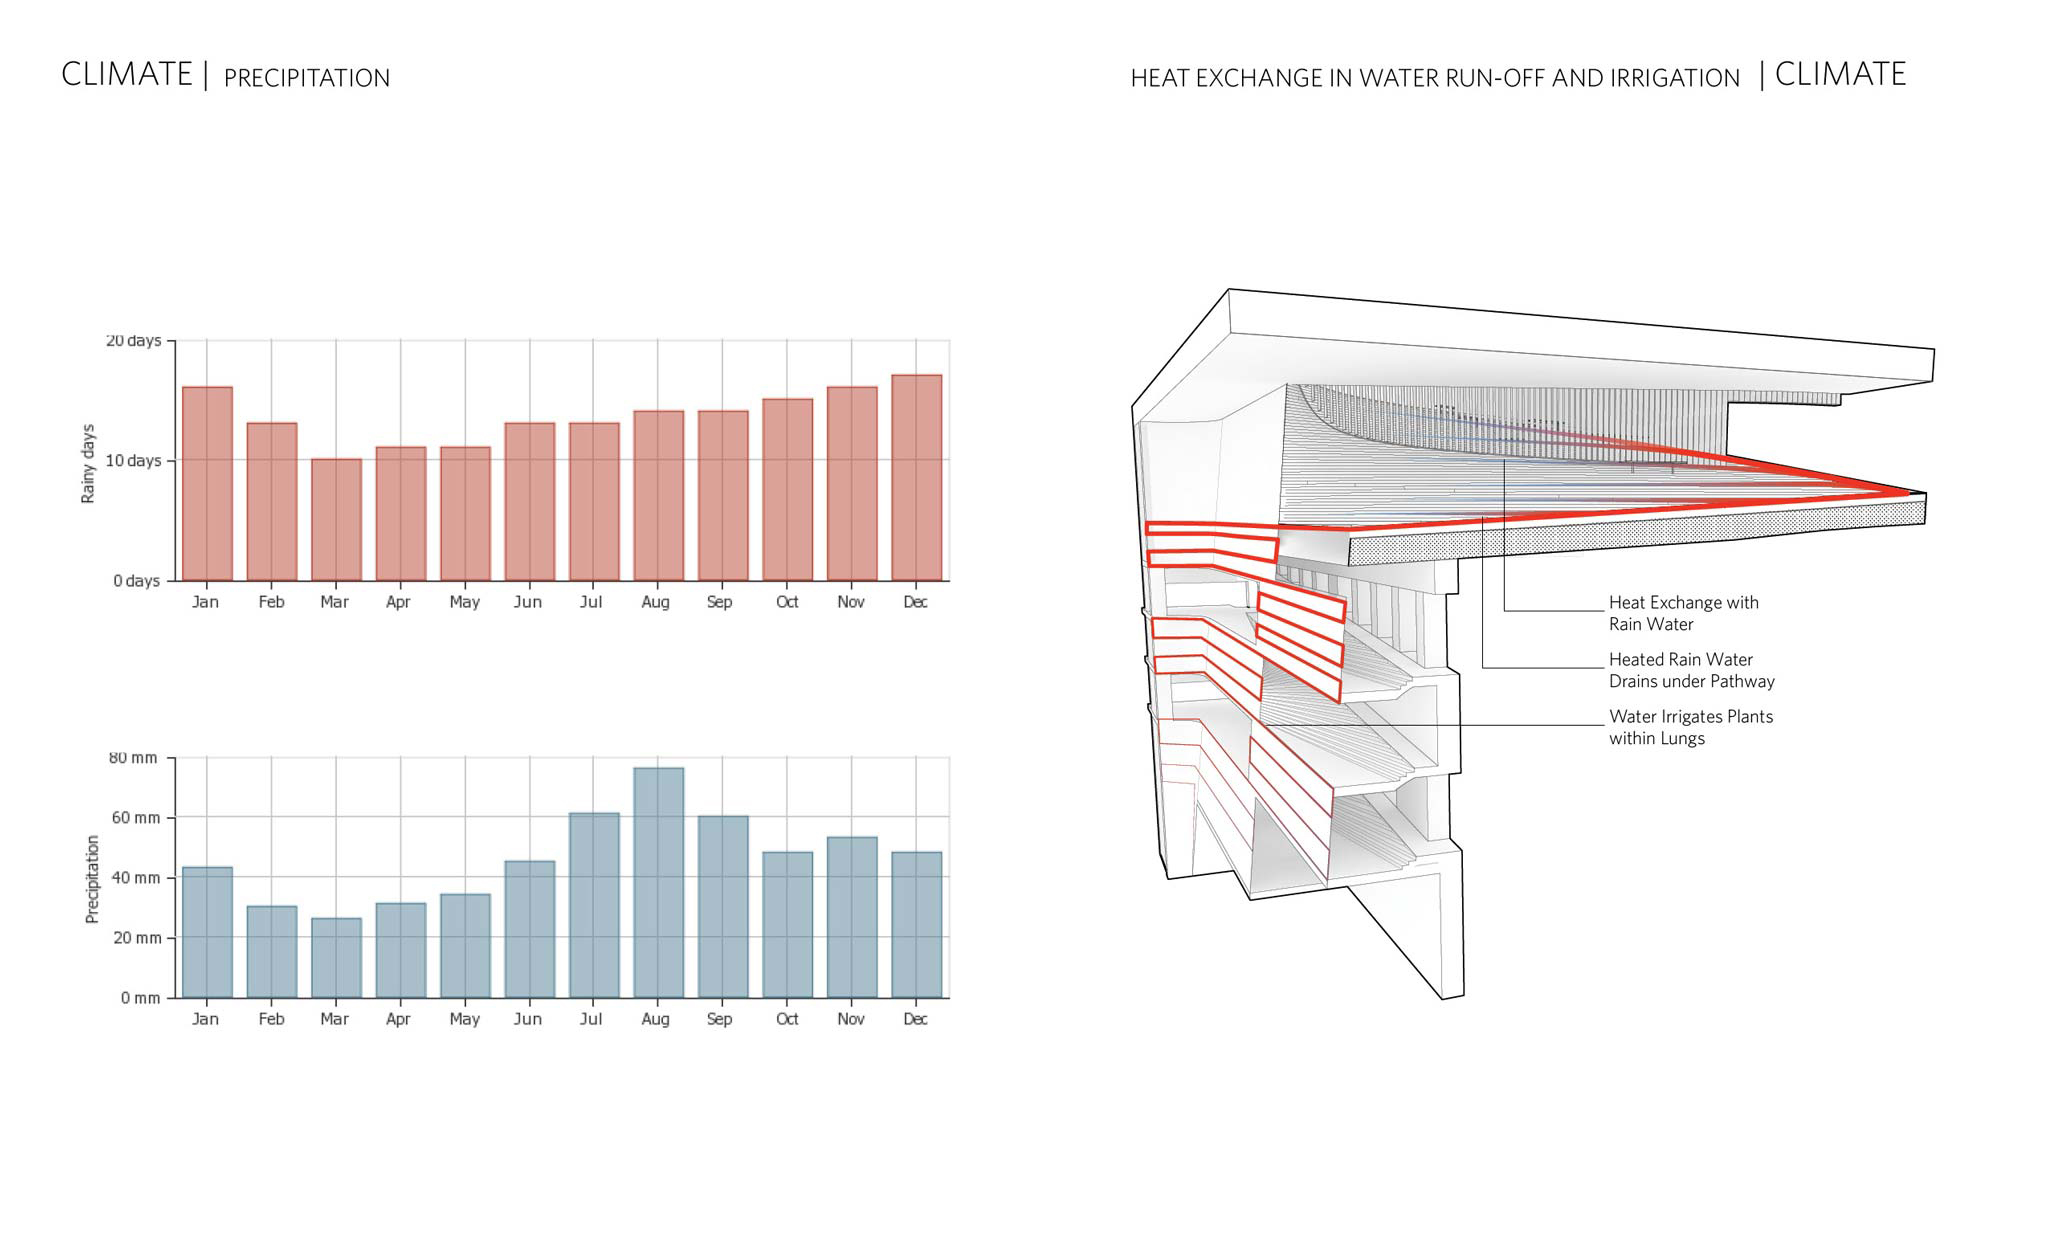 CLIMATE | PRECIPITATION
HEAT EXCHANGE IN WATER RUN-OFF AND IRRIGATION | CLIMATE
20 days
10 days
0 days
Rainy days
Jan Feb Mar Apr May Jun Jul Aug Sep Oct Nov Dec
80 mm
60 mm
40 mm
20 mm
0 mm
Precipitation
Jan Feb Mar Apr May Jun Jul Aug Sep Oct Nov Dec
Heat Exchange with
Rain Water
Heated Rain Water
Drains under Pathway
Water Irrigates Plants
within Lungs